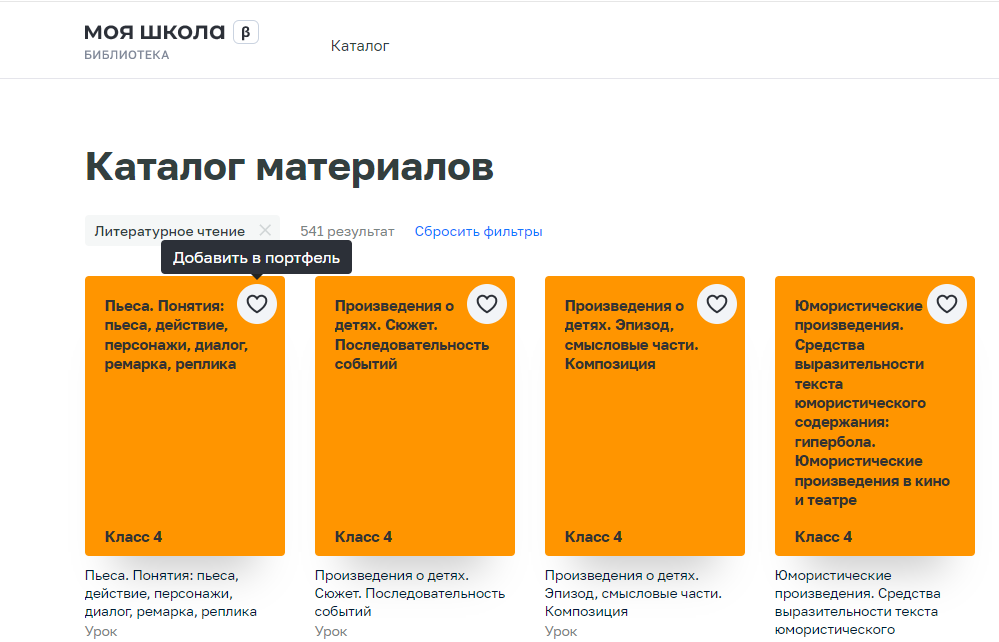 моя школа β
БИБЛИОТЕКА
Каталог
Каталог материалов
Литературное чтение
541 результат
Сбросить фильтры
Добавить в портфель
Пьеса. Понятия:
пьеса, действие,
персонажи, диалог,
ремарка, реплика
Класс 4
Произведения о
детях. Сюжет.
Последовательность
событий
Класс 4
Произведения о
детях. Эпизод,
смысловые части.
Композиция
Класс 4
Юмористические
произведения.
Средства
выразительности
текста
юмористического
содержания:
гипербола.
Юмористические
произведения в кино
и театре
Класс 4
Пьеса. Понятия: пьеса,
действие, персонажи,
диалог, ремарка, реплика
Урок
Произведения о детях.
Сюжет. Последовательность
событий
Урок
Произведения о детях.
Эпизод, смысловые части.
Композиция
Урок
Юмористические
произведения. Средства
выразительности текста
юмористического